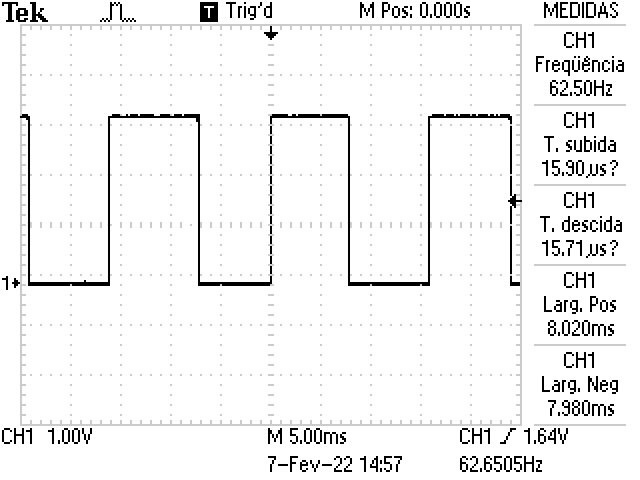 Tek T Trig'd M Pos: 0.000s MEDIDAS
CH1
Freqüência
62.50Hz
CH1
T. subida
15.90µs?
CH1
T. descida
15.71µs?
1
CH1
Larg. Pos
8.020ms
CH1
Larg. Neg
7.980ms
CH1 1.00V M 5.00ms CH1 1.64V
7-Fev-22 14:57 62.6505Hz